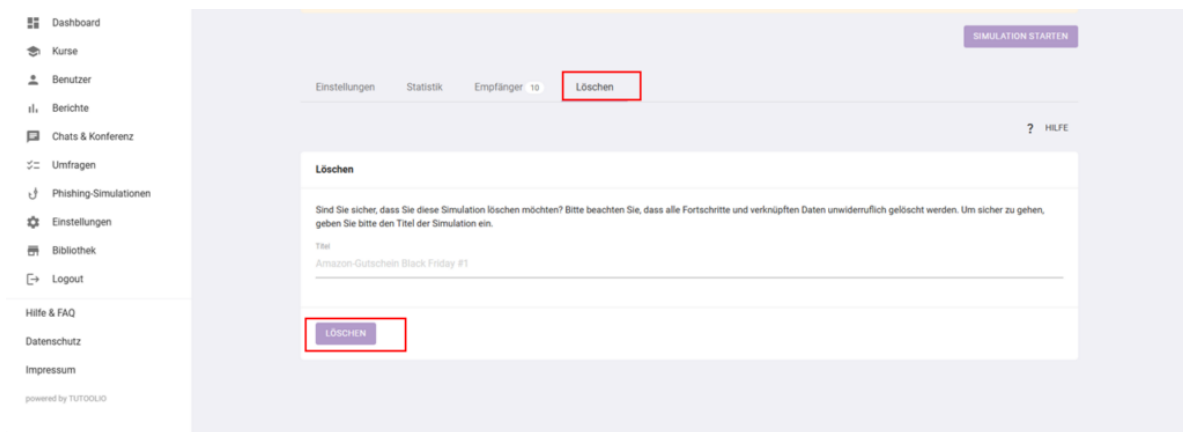 Dashboard
Kurse
Benutzer
Berichte
Chats & Konferenz
Umfragen
Phishing-Simulationen
Einstellungen
Bibliothek
Logout
Hilfe & FAQ
Datenschutz
Impressum
powered by TUTOOLIO
SIMULATION STARTEN
Einstellungen Statistik Empfänger 10 Löschen
? HILFE
Löschen
Sind Sie sicher, dass Sie diese Simulation löschen möchten? Bitte beachten Sie, dass alle Fortschritte und verknüpften Daten unwiderruflich gelöscht werden. Um sicher zu gehen,
geben Sie bitte den Titel der Simulation ein.
Titel
Amazon-Gutschein Black Friday #1
LÖSCHEN